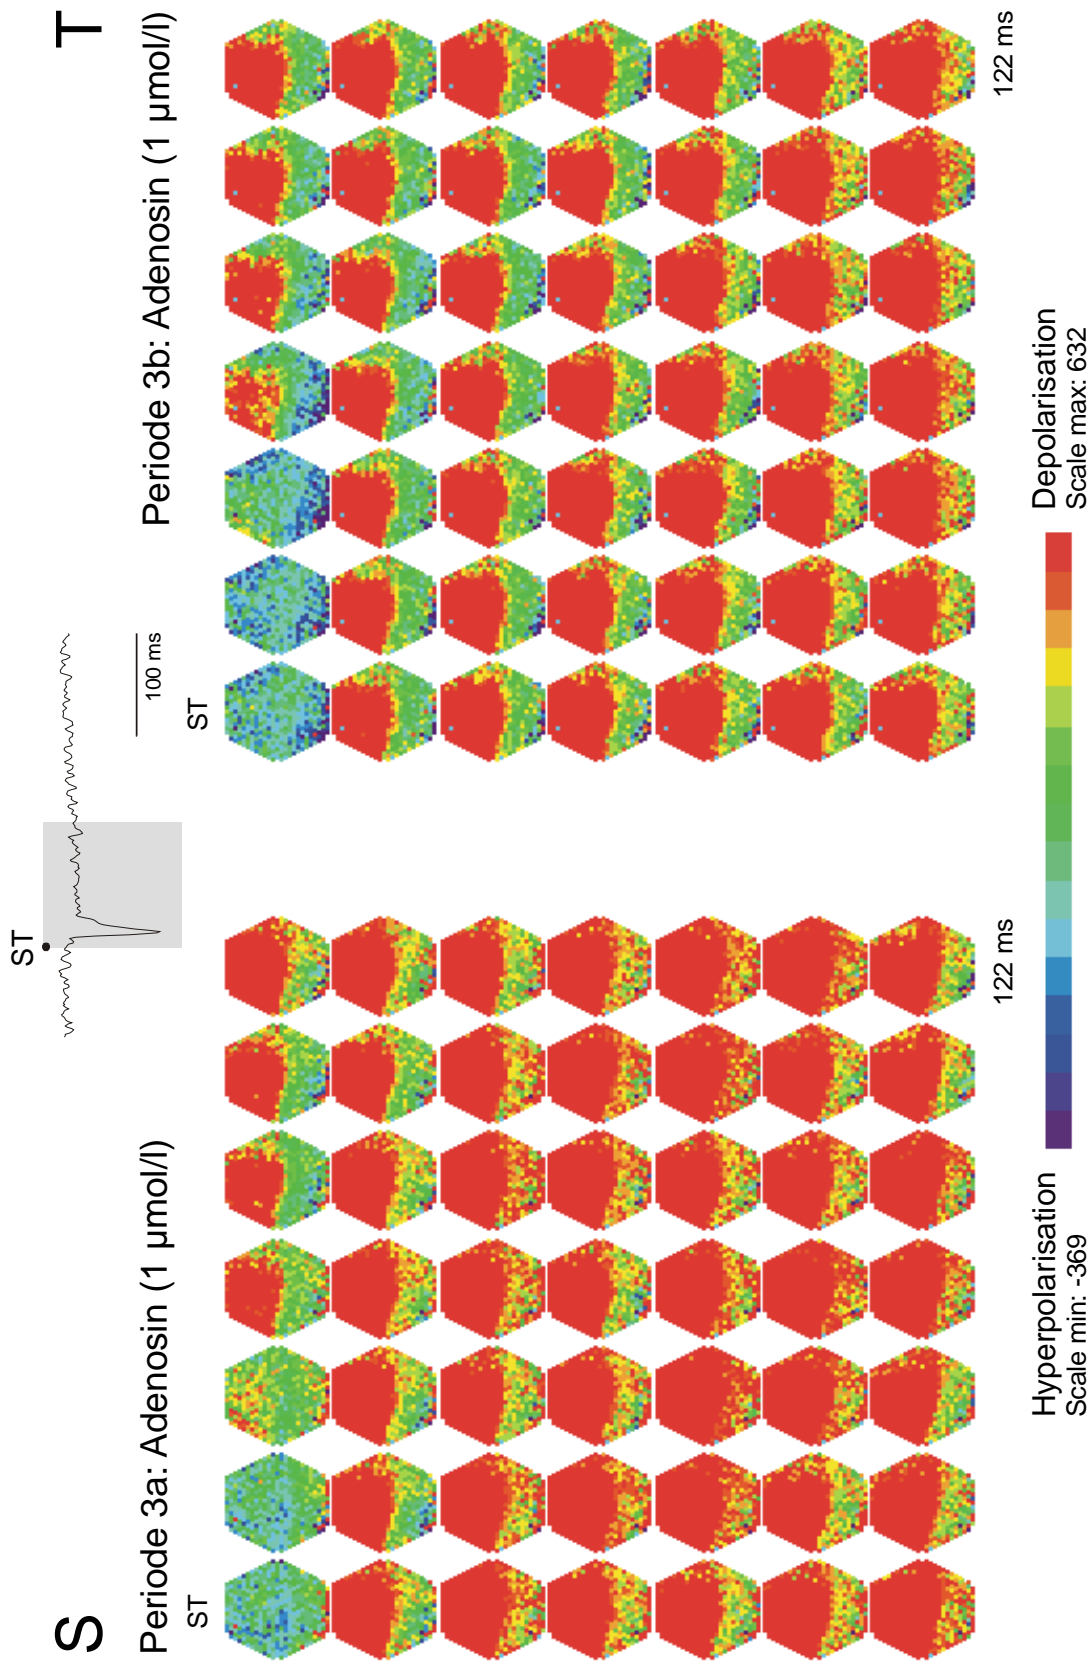 S
T
Periode 3a: Adenosin (1 µmol/l)
Periode 3b: Adenosin (1 µmol/l)
ST
100 ms
ST
ST
122 ms
122 ms
Hyperpolarisation
Scale min: -369
Depolarisation
Scale max: 632